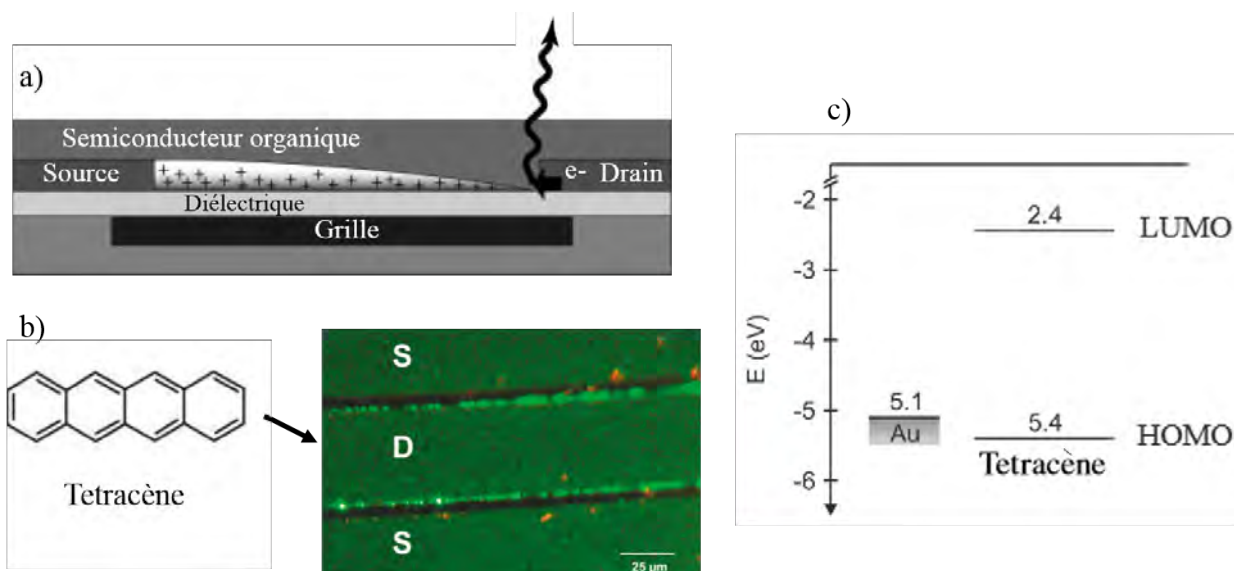 a)
Semiconducteur organique
Source
e- Drain
Diélectrique
Grille
b)
Tetracène
S
D
S
25 µm
c)
E (eV)
-2
-3
-4
-5
-6
2.4
LUMO
5.1
Au
5.4
HOMO
Tetracène